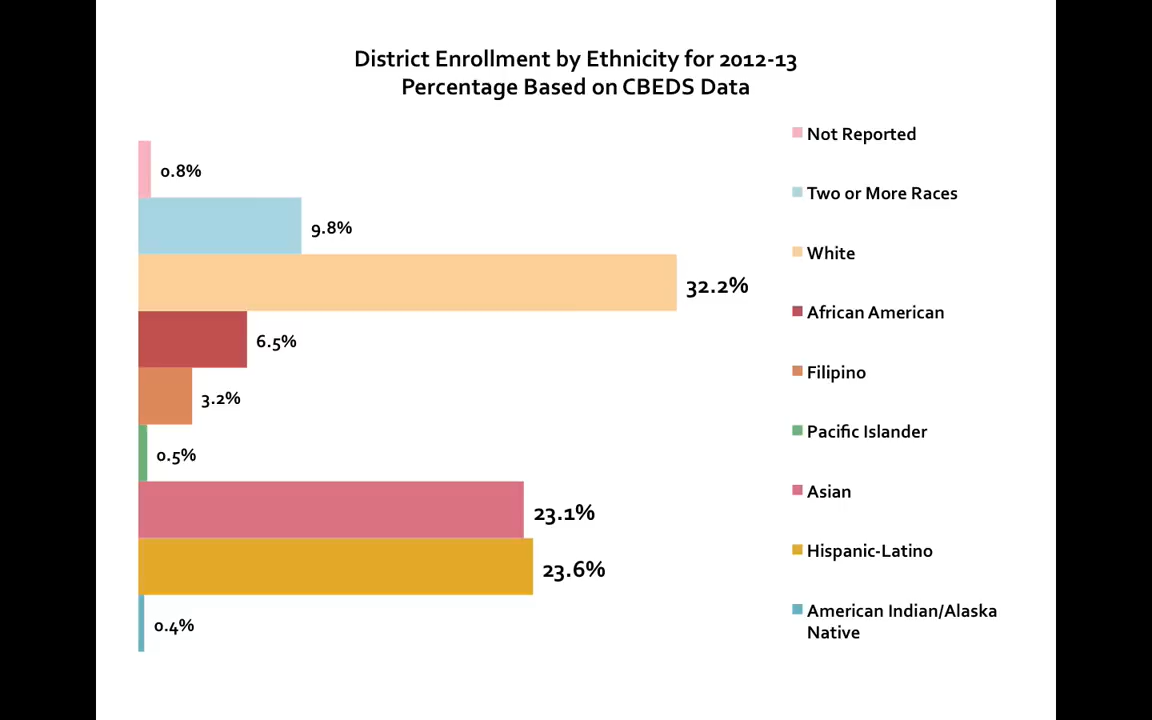 District Enrollment by Ethnicity for 2012-13
Percentage Based on CBEDS Data
Not Reported
0.8%
Two or More Races
9.8%
White
32.2%
African American
6.5%
Filipino
3.2%
Pacific Islander
0.5%
Asian
23.1%
Hispanic-Latino
23.6%
American Indian/Alaska
Native
0.4%